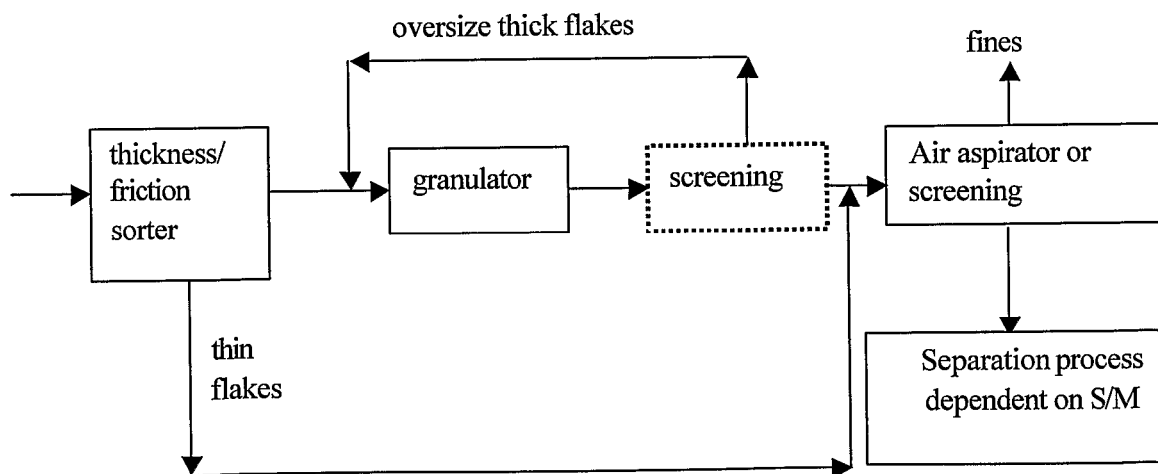 oversize thick flakes
fines
thickness/
friction
sorter
granulator
screening
Air aspirator or
screening
thin
flakes
Separation process
dependent on S/M